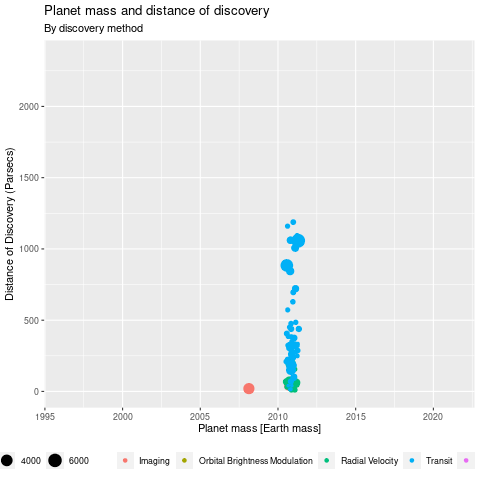 Planet mass and distance of discovery
By discovery method
Distance of Discovery (Parsecs)
2000
1500
1000
500
0
1995 2000 2005 2010 2015 2020
Planet mass [Earth mass]
4000 6000 Imaging Orbital Brightness Modulation Radial Velocity Transit